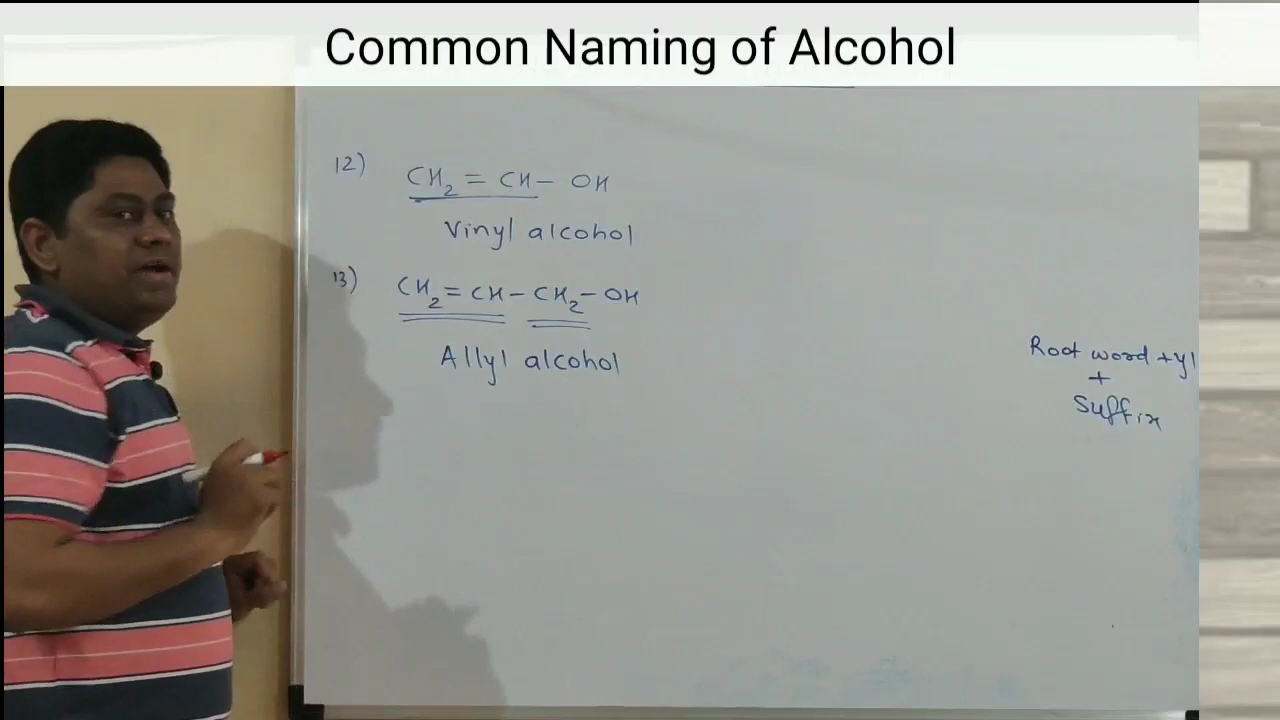 Common Naming of Alcohol
12) CH2 = CH - OH
Vinyl alcohol
13) CH2 = CH - CH2 - OH
Allyl alcohol
Root word + yl
+
Suffix